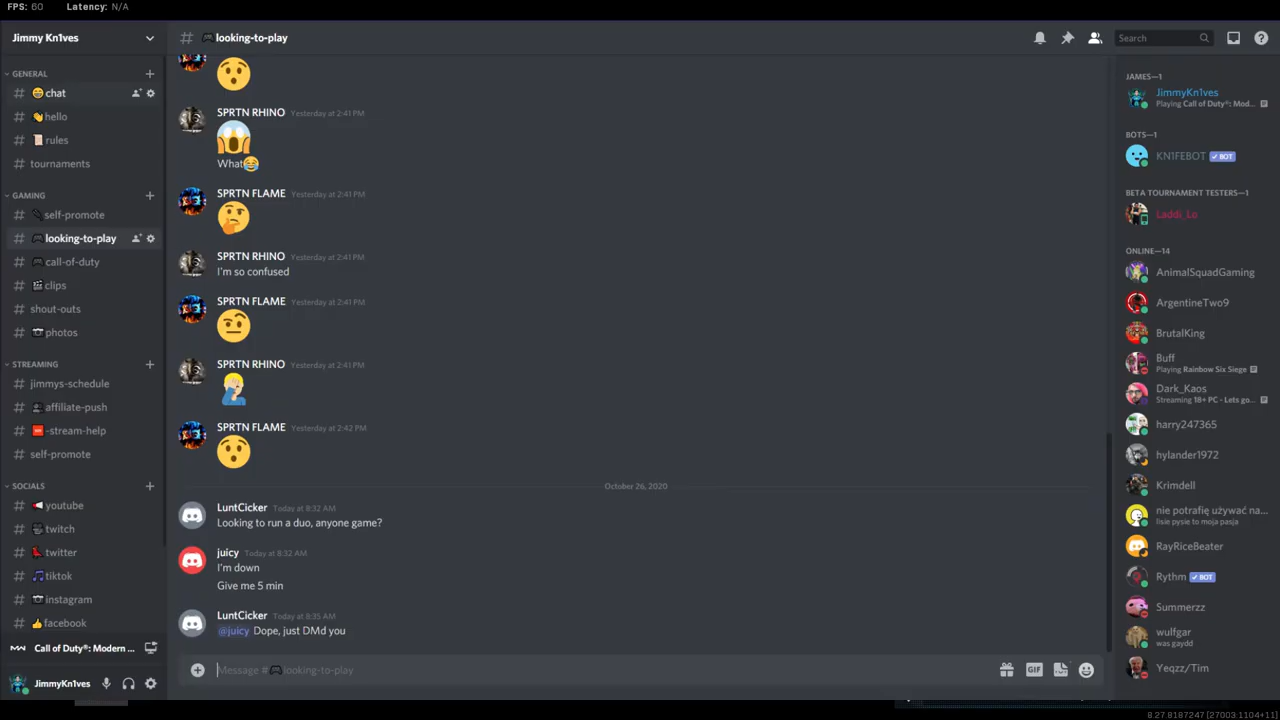 FPS: 60 Latency: N/A
Jimmy Kn1ves
GENERAL
# chat
# hello
# rules
# tournaments
GAMING
# self-promote
# looking-to-play
# call-of-duty
# clips
# shout-outs
# photos
STREAMING
# jimmys-schedule
# affiliate-push
# -stream-help
# self-promote
SOCIALS
# youtube
# twitch
# twitter
# tiktok
# instagram
# facebook
Call of Duty®: Modern ...
JimmyKn1ves
# looking-to-play
Search
SPRTN RHINO Yesterday at 2:41 PM
What
SPRTN FLAME Yesterday at 2:41 PM
SPRTN RHINO Yesterday at 2:41 PM
I'm so confused
SPRTN FLAME Yesterday at 2:41 PM
SPRTN RHINO Yesterday at 2:41 PM
SPRTN FLAME Yesterday at 2:42 PM
October 26, 2020
LuntCicker Today at 8:32 AM
Looking to run a duo, anyone game?
juicy Today at 8:32 AM
I'm down
Give me 5 min
LuntCicker Today at 8:35 AM
@juicy Dope, just DMd you
Message # looking-to-play
GIF
JAMES—1
JimmyKn1ves
Playing Call of Duty®: Mod...
BOTS—1
KN1FEBOT BOT
BETA TOURNAMENT TESTERS—1
Laddi_Lo
ONLINE—14
AnimalSquadGaming
ArgentineTwo9
BrutalKing
Buff
Playing Rainbow Six Siege
Dark_Kaos
Streaming 18+ PC - Lets go...
harry247365
hylander1972
Krimdell
nie potrafię używać na...
lisie pysie to moja pasja
RayRiceBeater
Rythm BOT
Summerzz
wulfgar
was gaydd
Yeqzz/Tim
8.27.8187247 [27003:1104+11]